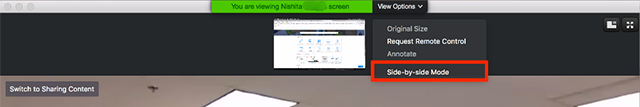 You are viewing Nishita screen
View Options
Original Size
Request Remote Control
Annotate
Side-by-side Mode
Switch to Sharing Content